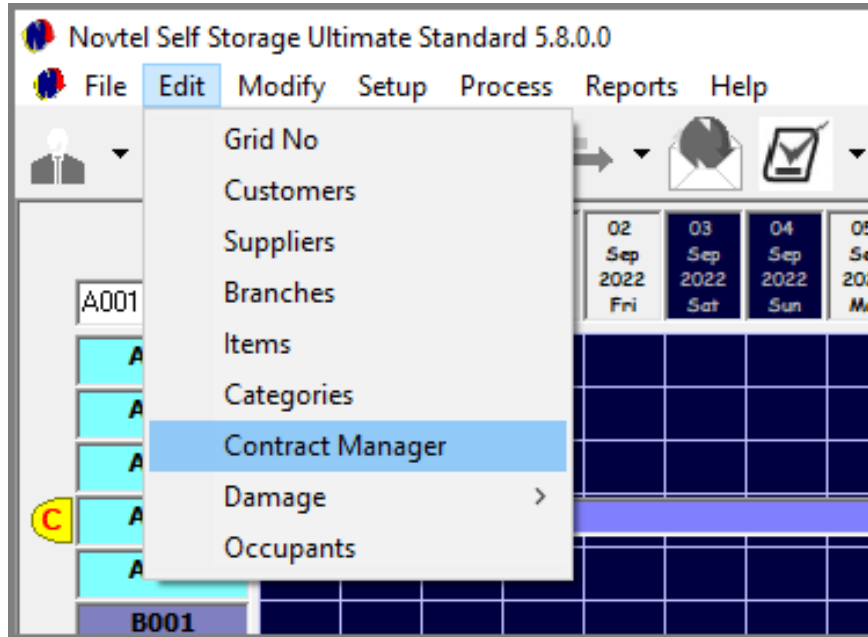 Novtel Self Storage Ultimate Standard 5.8.0.0
File Edit Modify Setup Process Reports Help
Grid No
Customers
Suppliers
Branches
Items
Categories
Contract Manager
Damage
Occupants
02
Sep
2022
Fri
03
Sep
2022
Sat
04
Sep
2022
Sun
A001
A
A
A
C A
A
B001